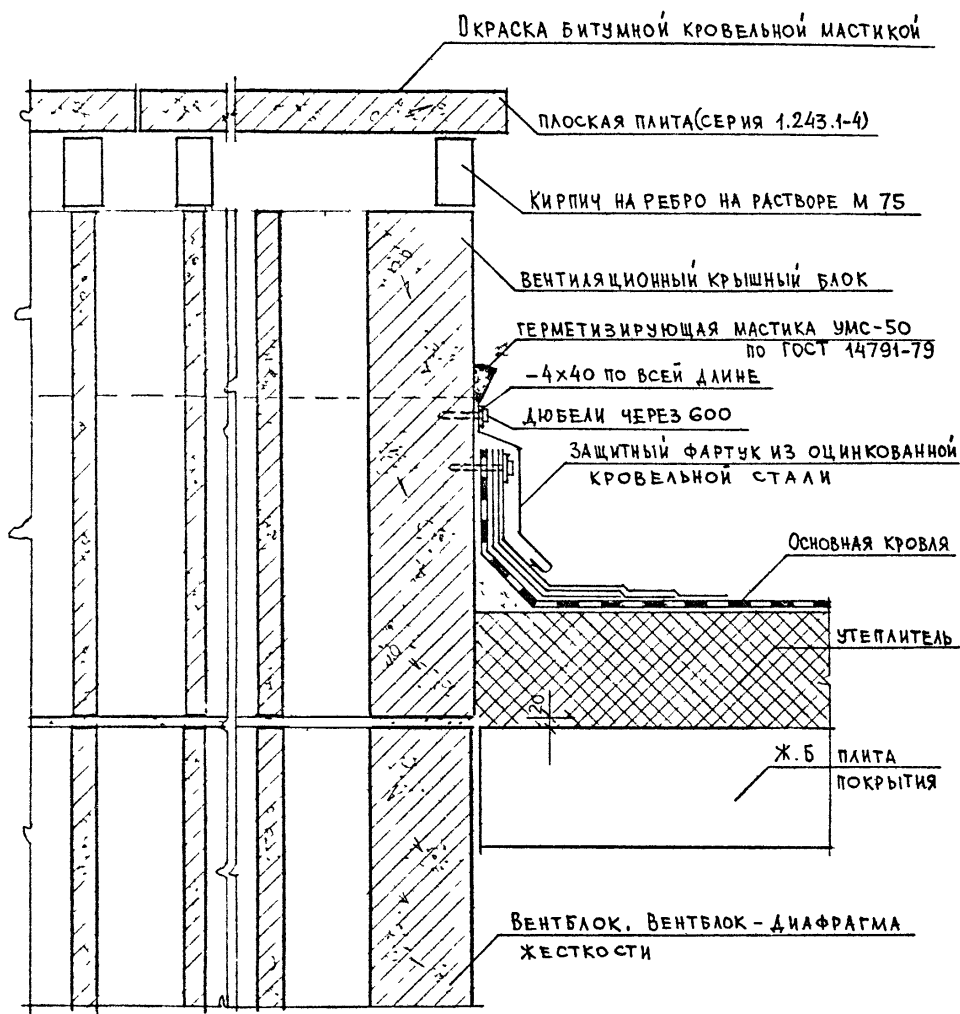 Окраска битумной кровельной мастикой
плоская плита (серия 1.243.1-4)
Кирпич на ребро на растворе М 75
Вентиляционный крышный блок
Герметизирующая мастика УМС-50
по ГОСТ 14791-79
-4×40 по всей длине
Дюбели через 600
Защитный фартук из оцинкованной
кровельной стали
Основная кровля
утеплитель
20
Ж.Б плита
покрытия
Вентблок. Вентблок-диафрагма
жесткости